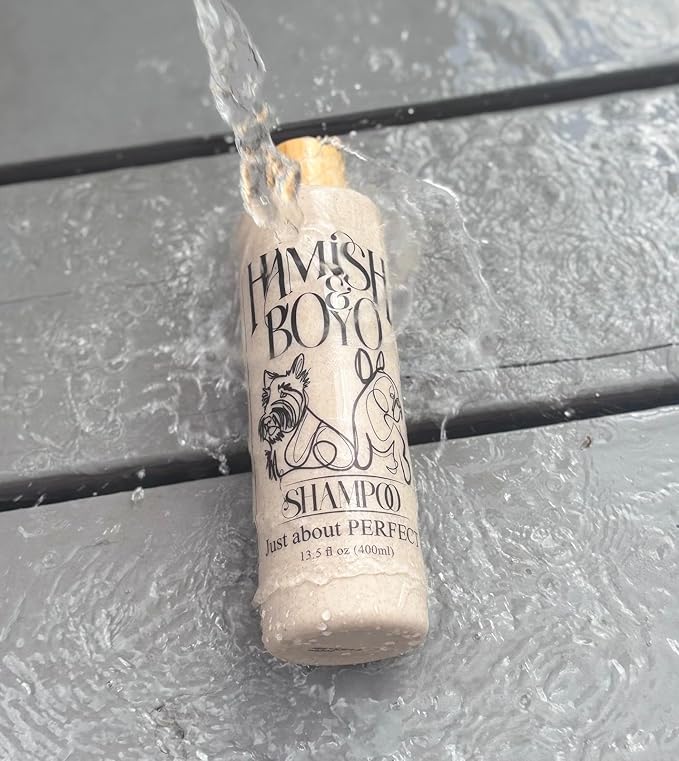 HAMiSH
&
BOYO
SHAMPOO
Just about PERFECT
13.5 fl oz (400ml)